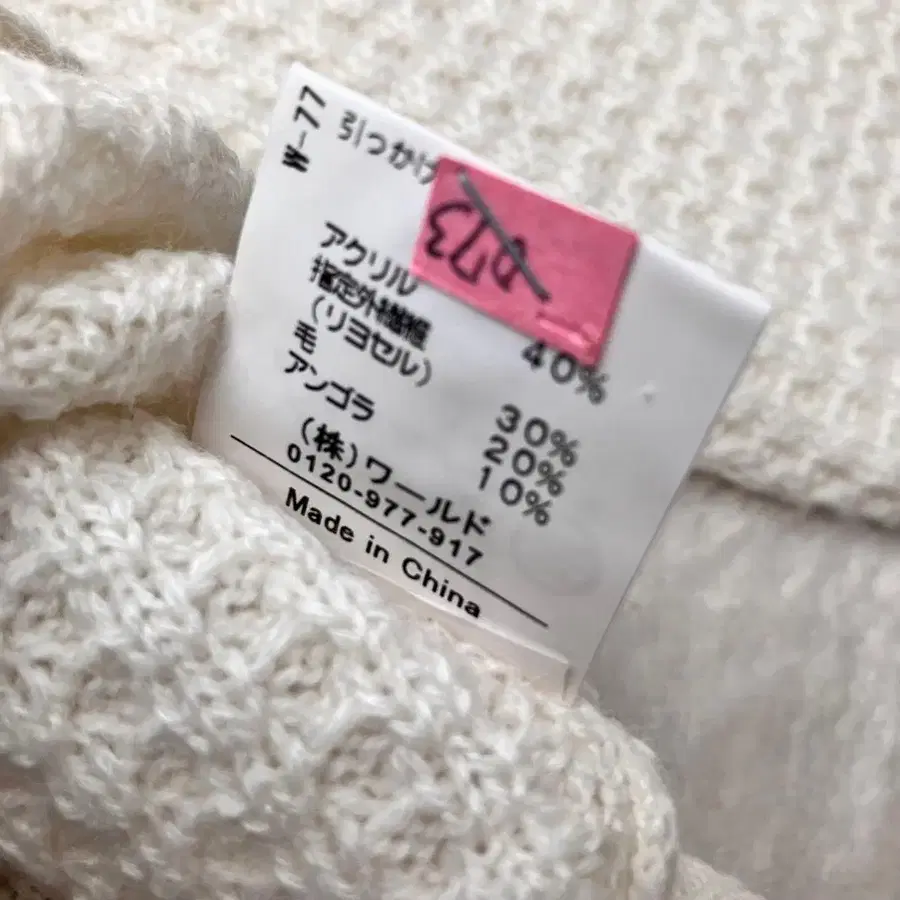 W-77
引っかけ
アクリル 40%
指定外繊維
(リヨセル) 30%
毛 20%
アンゴラ 10%
(株)ワールド
0120-977-917
Made in China